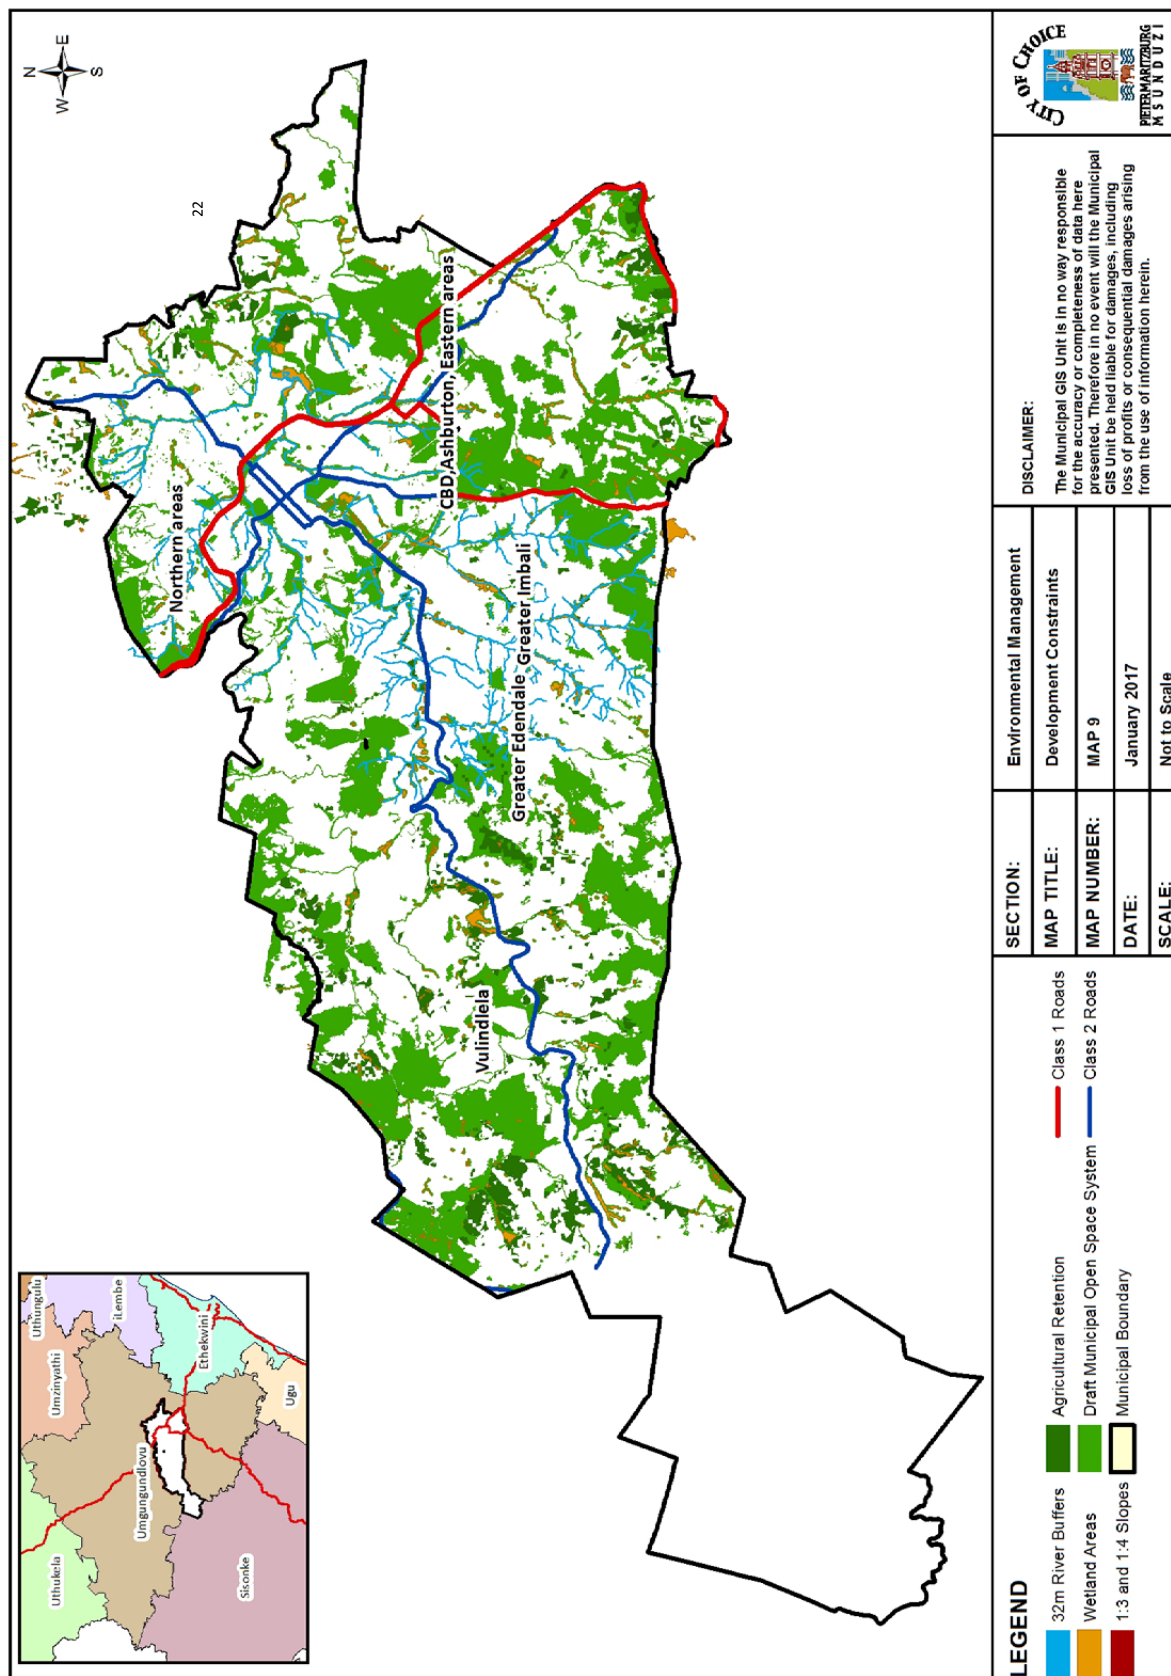 22
N
E
S
W
Northern areas
CBD,Ashburton, Eastern areas
Greater Edendale Greater Imbali
Vulindlela
Uthukela
Umzinyathi
Uthungulu
iLembe
Umgungundlovu
Ethekwini
Ugu
Sisonke
LEGEND
32m River Buffers
Wetland Areas
1:3 and 1:4 Slopes
Agricultural Retention
Draft Municipal Open Space System
Municipal Boundary
Class 1 Roads
Class 2 Roads
SECTION: Environmental Management
MAP TITLE: Development Constraints
MAP NUMBER: MAP 9
DATE: January 2017
SCALE: Not to Scale
DISCLAIMER:
The Municipal GIS Unit is in no way responsible
for the accuracy or completeness of data here
presented. Therefore in no event will the Municipal
GIS Unit be held liable for damages, including
loss of profits or consequential damages arising
from the use of information herein.
CITY OF CHOICE
PIETERMARITZBURG
MSUNDUZI